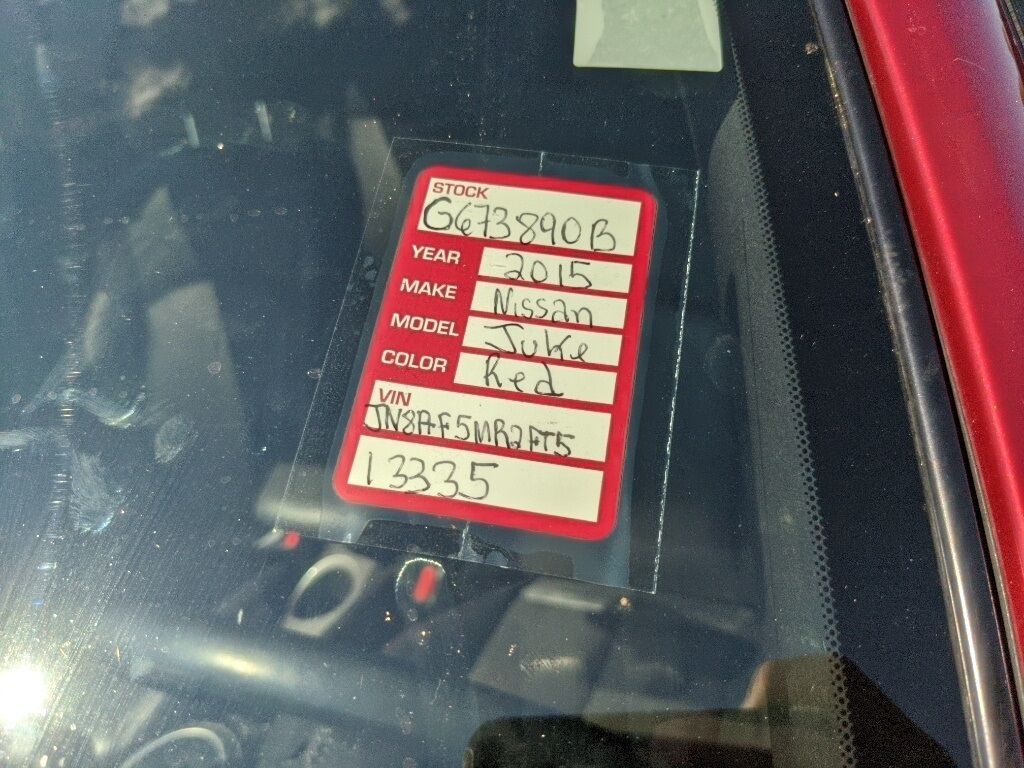 STOCK
G673890B
YEAR 2015
MAKE Nissan
MODEL Juke
COLOR Red
VIN
JN8AF5MR2FT5
13335